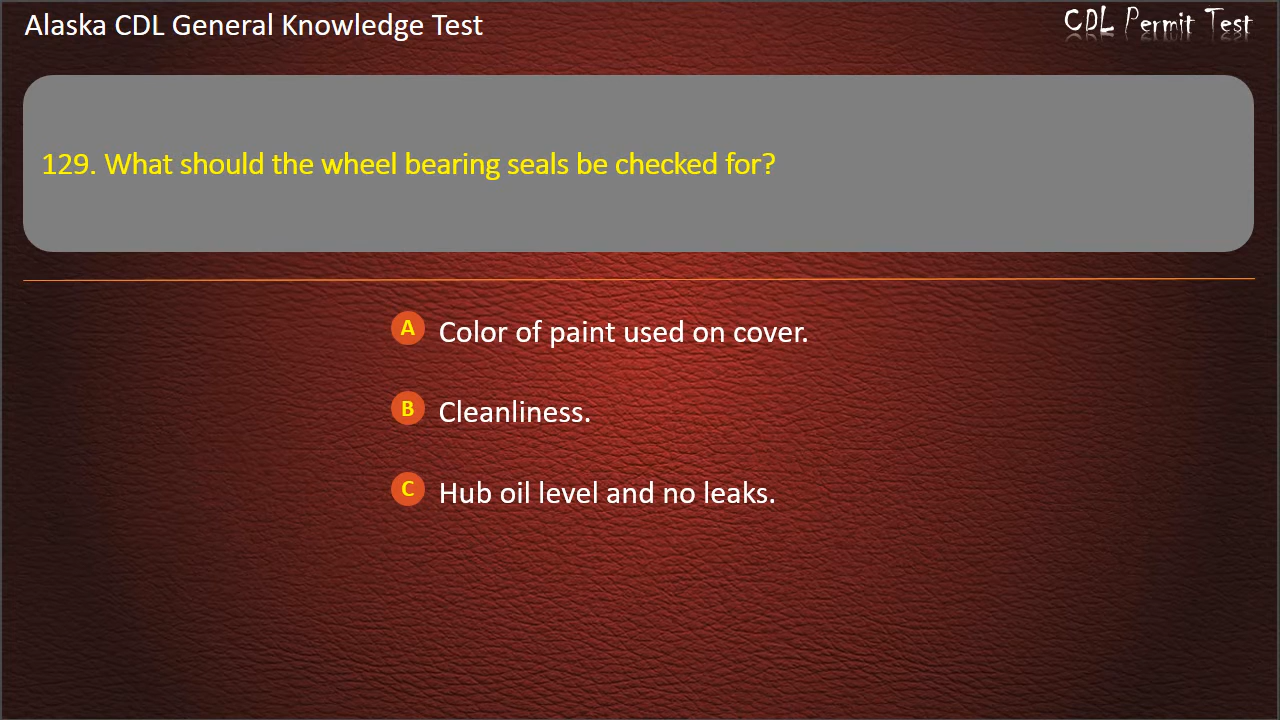 Alaska CDL General Knowledge Test
CDL Permit Test
129. What should the wheel bearing seals be checked for?
A Color of paint used on cover.
B Cleanliness.
C Hub oil level and no leaks.